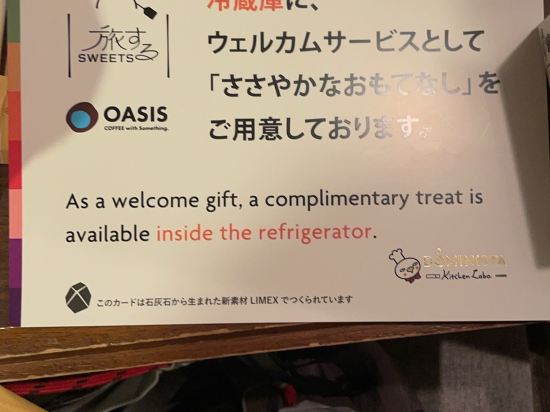 冷蔵庫に、
旅する
SWEETS
ウェルカムサービスとして
「ささやかなおもてなし」を
OASIS
COFFEE with Something.
ご用意しております。
As a welcome gift, a complimentary treat is
available inside the refrigerator.
Kitchen Labo.
このカードは石灰石から生まれた新素材 LIMEX でつくられています